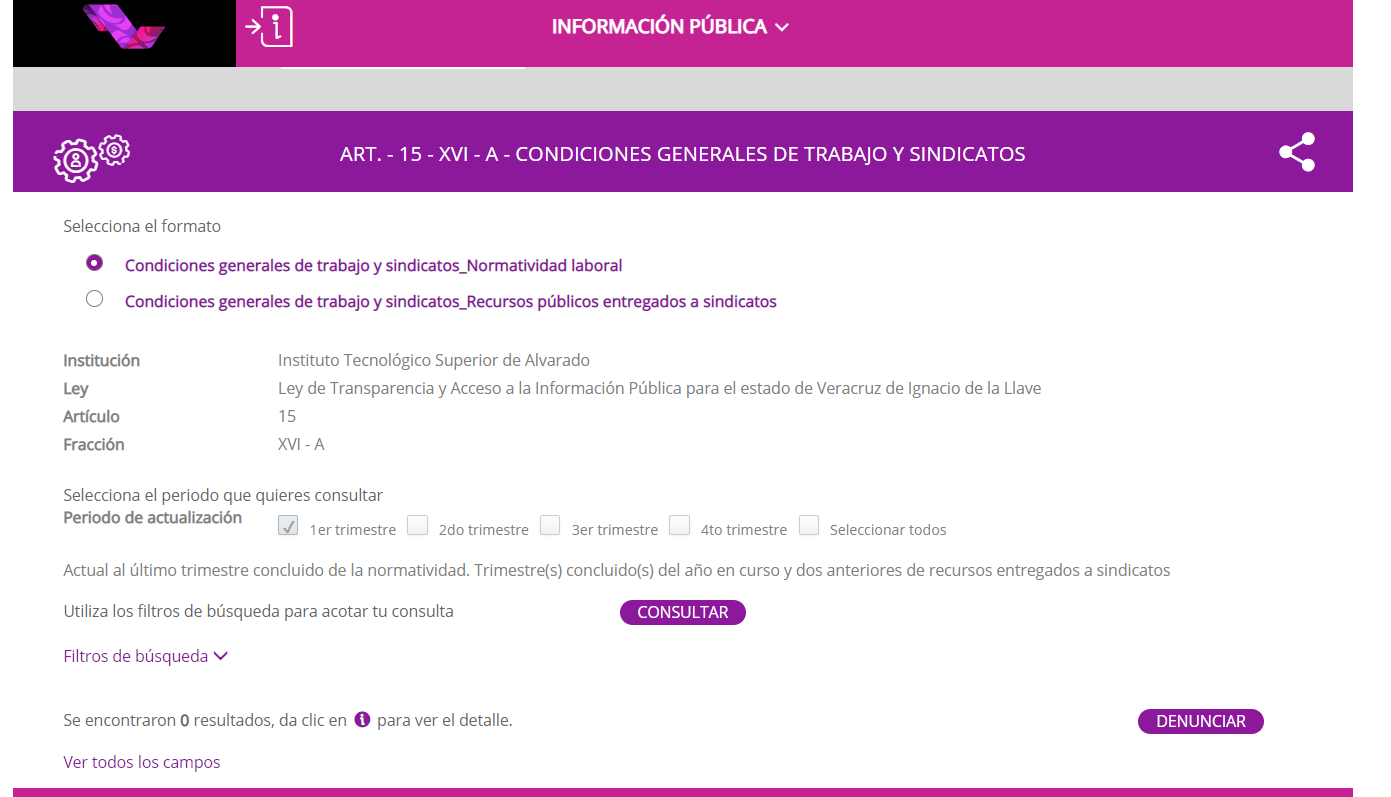 INFORMACIÓN PÚBLICA
ART. - 15 - XVI - A - CONDICIONES GENERALES DE TRABAJO Y SINDICATOS
Selecciona el formato
Condiciones generales de trabajo y sindicatos_Normatividad laboral
Condiciones generales de trabajo y sindicatos_Recursos públicos entregados a sindicatos
Institución Instituto Tecnológico Superior de Alvarado
Ley Ley de Transparencia y Acceso a la Información Pública para el estado de Veracruz de Ignacio de la Llave
Artículo 15
Fracción XVI - A
Selecciona el periodo que quieres consultar
Periodo de actualización 1er trimestre 2do trimestre 3er trimestre 4to trimestre Seleccionar todos
Actual al último trimestre concluido de la normatividad. Trimestre(s) concluido(s) del año en curso y dos anteriores de recursos entregados a sindicatos
Utiliza los filtros de búsqueda para acotar tu consulta CONSULTAR
Filtros de búsqueda
Se encontraron 0 resultados, da clic en i para ver el detalle. DENUNCIAR
Ver todos los campos